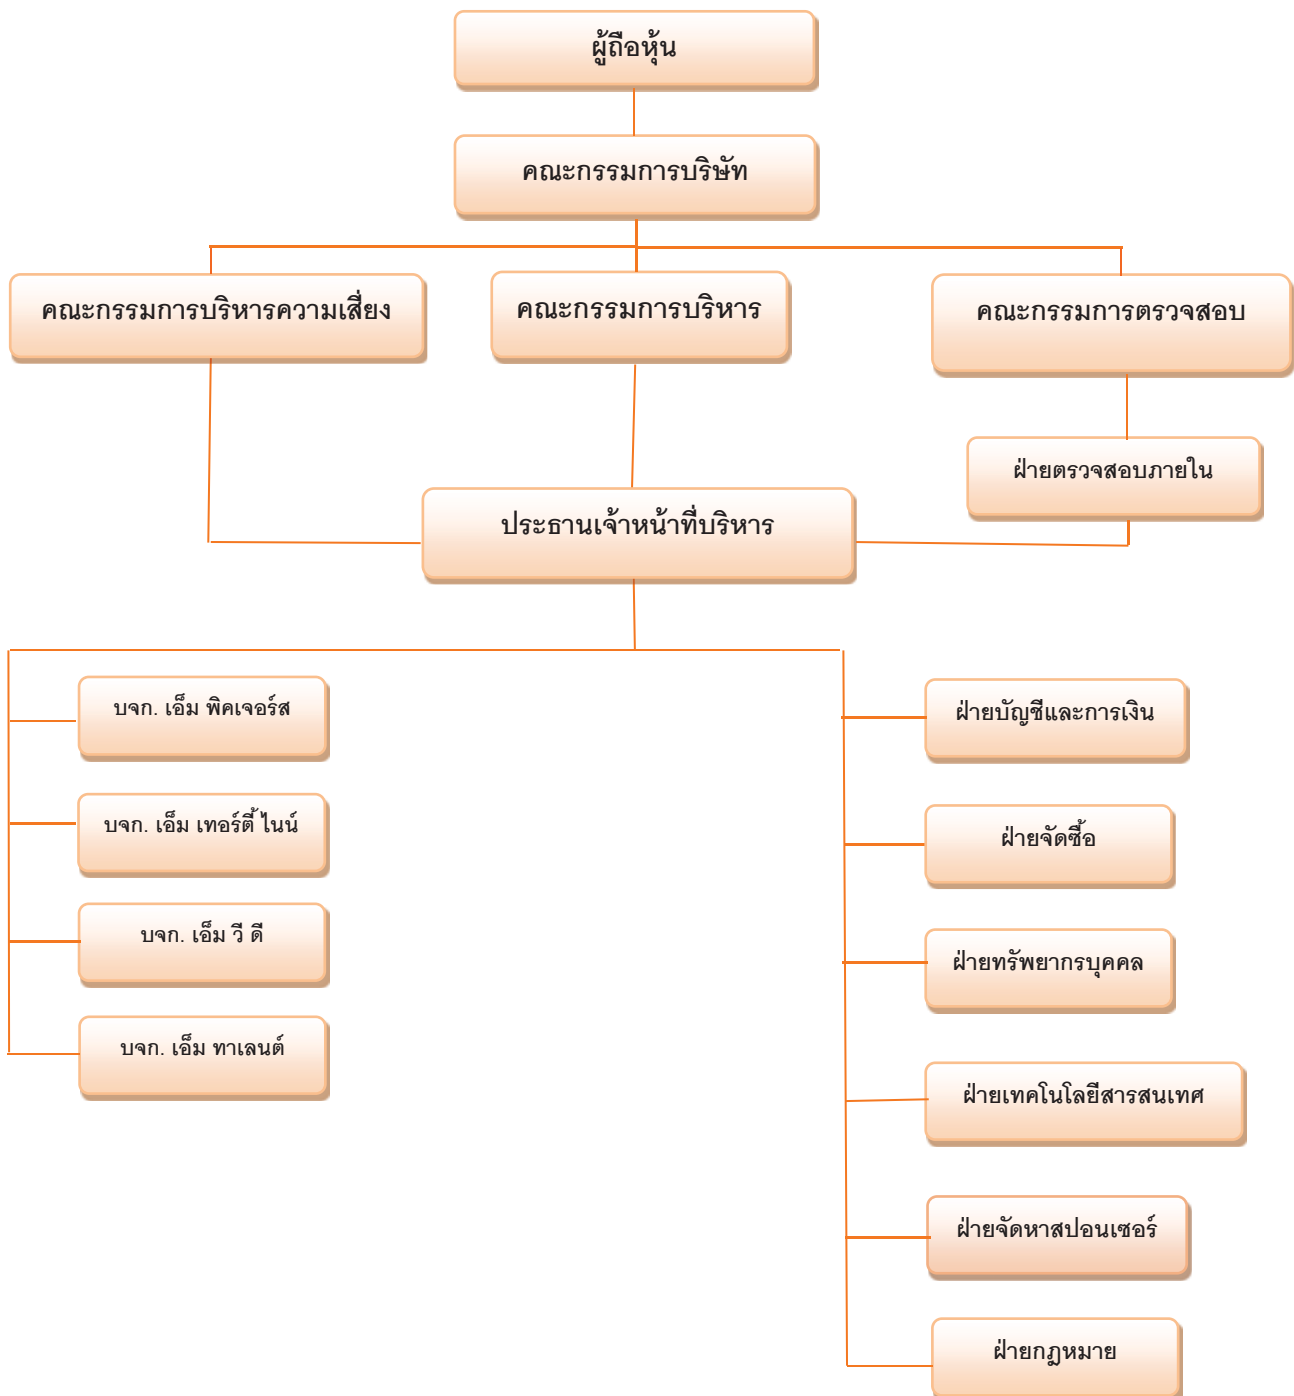 ผู้ถือหุ้น
คณะกรรมการบริษัท
คณะกรรมการบริหารความเสี่ยง
คณะกรรมการบริหาร
คณะกรรมการตรวจสอบ
ฝ่ายตรวจสอบภายใน
ประธานเจ้าหน้าที่บริหาร
บจก. เอ็ม พิคเจอร์ส
บจก. เอ็ม เทอร์ตี้ ไนน์
บจก. เอ็ม วี ดี
บจก. เอ็ม ทาเลนต์
ฝ่ายบัญชีและการเงิน
ฝ่ายจัดซื้อ
ฝ่ายทรัพยากรบุคคล
ฝ่ายเทคโนโลยีสารสนเทศ
ฝ่ายจัดหาสปอนเซอร์
ฝ่ายกฎหมาย